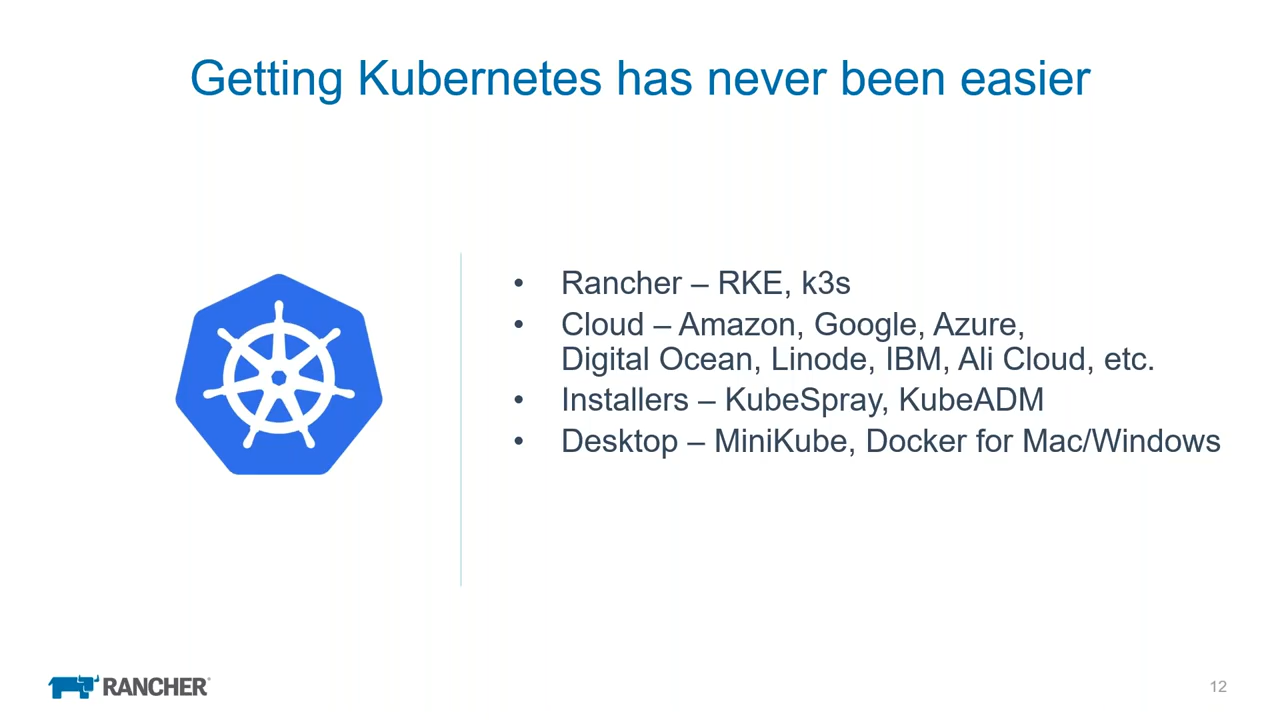 Getting Kubernetes has never been easier
• Rancher – RKE, k3s
• Cloud – Amazon, Google, Azure,
Digital Ocean, Linode, IBM, Ali Cloud, etc.
• Installers – KubeSpray, KubeADM
• Desktop – MiniKube, Docker for Mac/Windows
RANCHER®
12